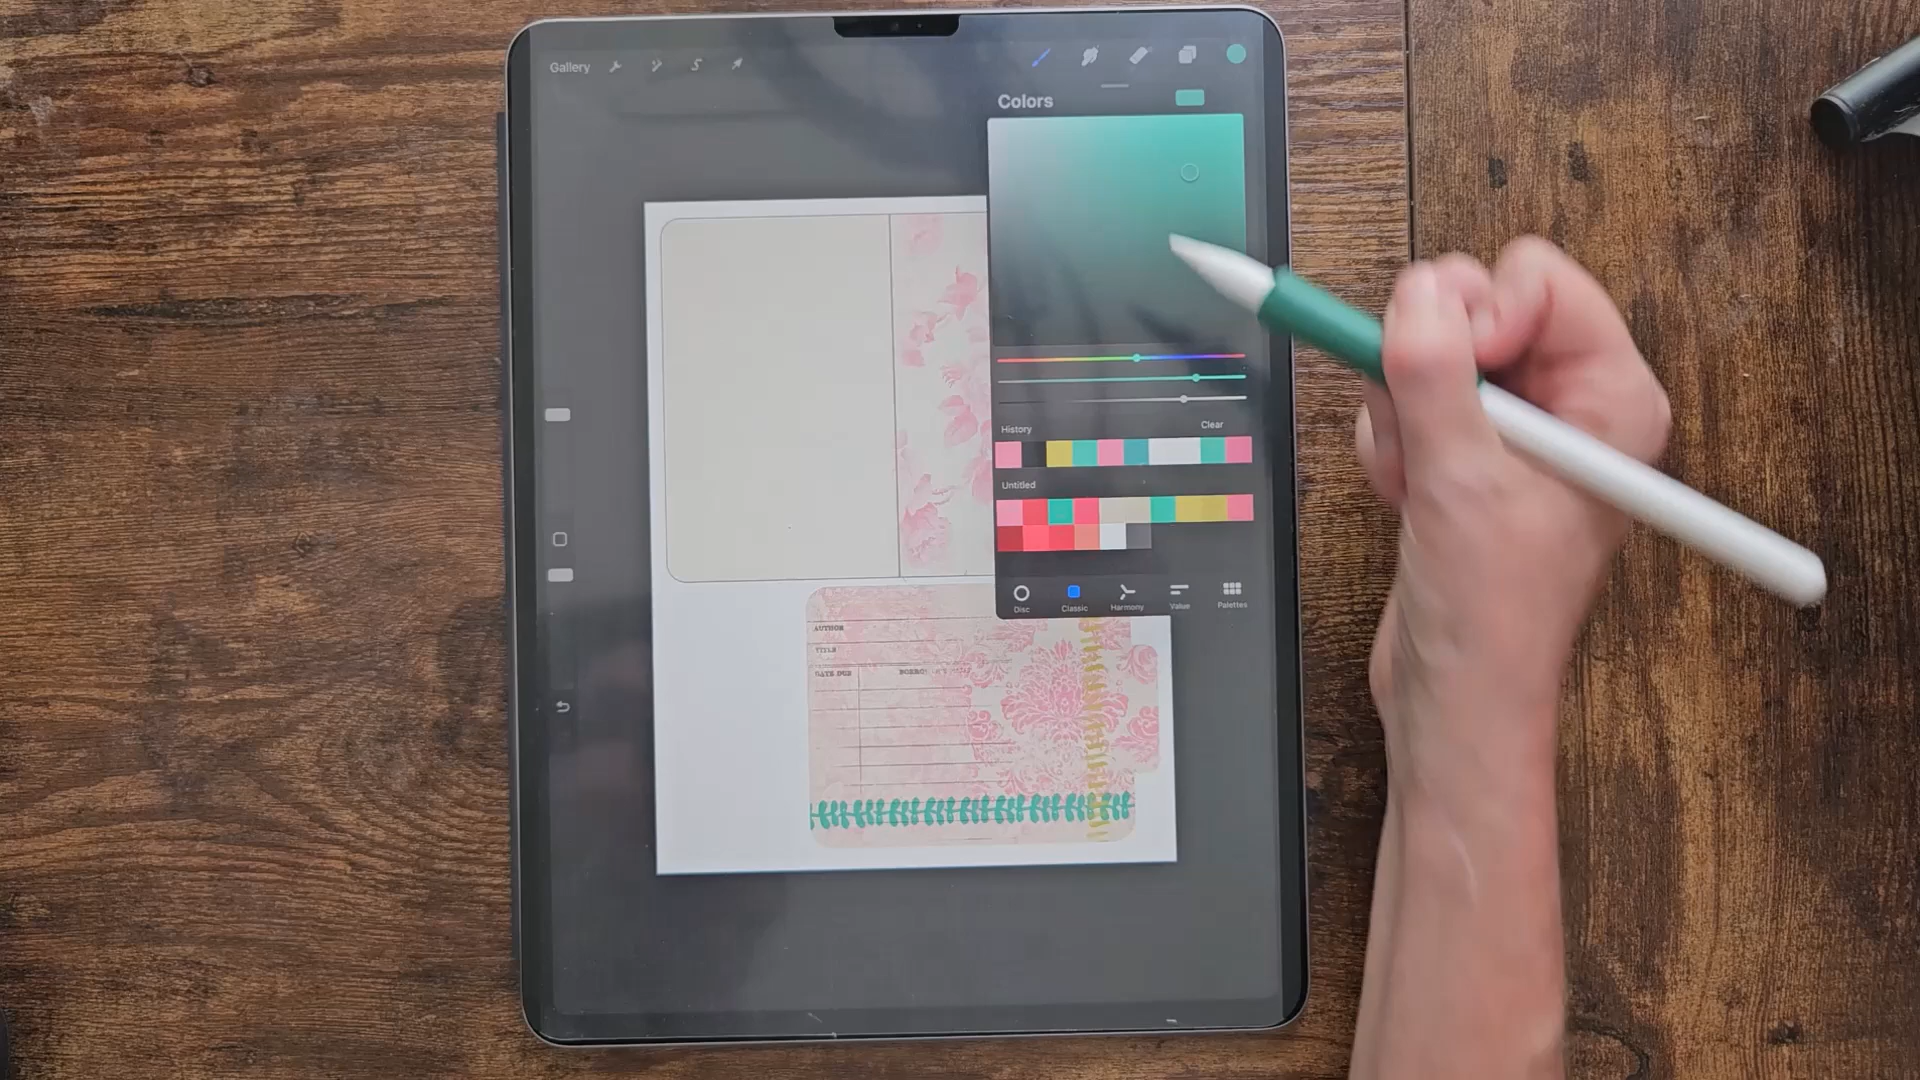 Gallery
Colors
History
Clear
Untitled
Disc
Classic
Harmony
Value
Palettes
AUTHOR
TITLE
DATE DUE